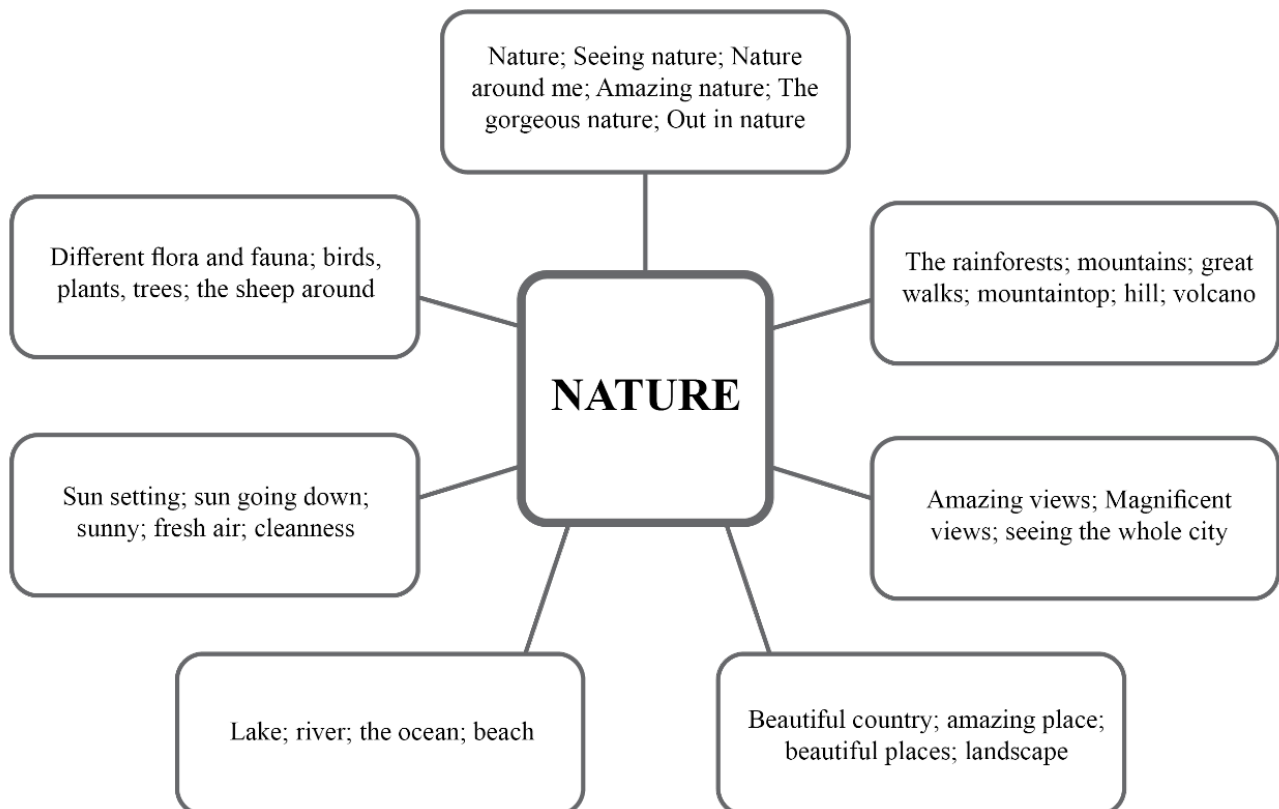 Nature; Seeing nature; Nature
around me; Amazing nature; The
gorgeous nature; Out in nature
Different flora and fauna; birds,
plants, trees; the sheep around
The rainforests; mountains; great
walks; mountaintop; hill; volcano
NATURE
Sun setting; sun going down;
sunny; fresh air; cleanness
Amazing views; Magnificent
views; seeing the whole city
Lake; river; the ocean; beach
Beautiful country; amazing place;
beautiful places; landscape